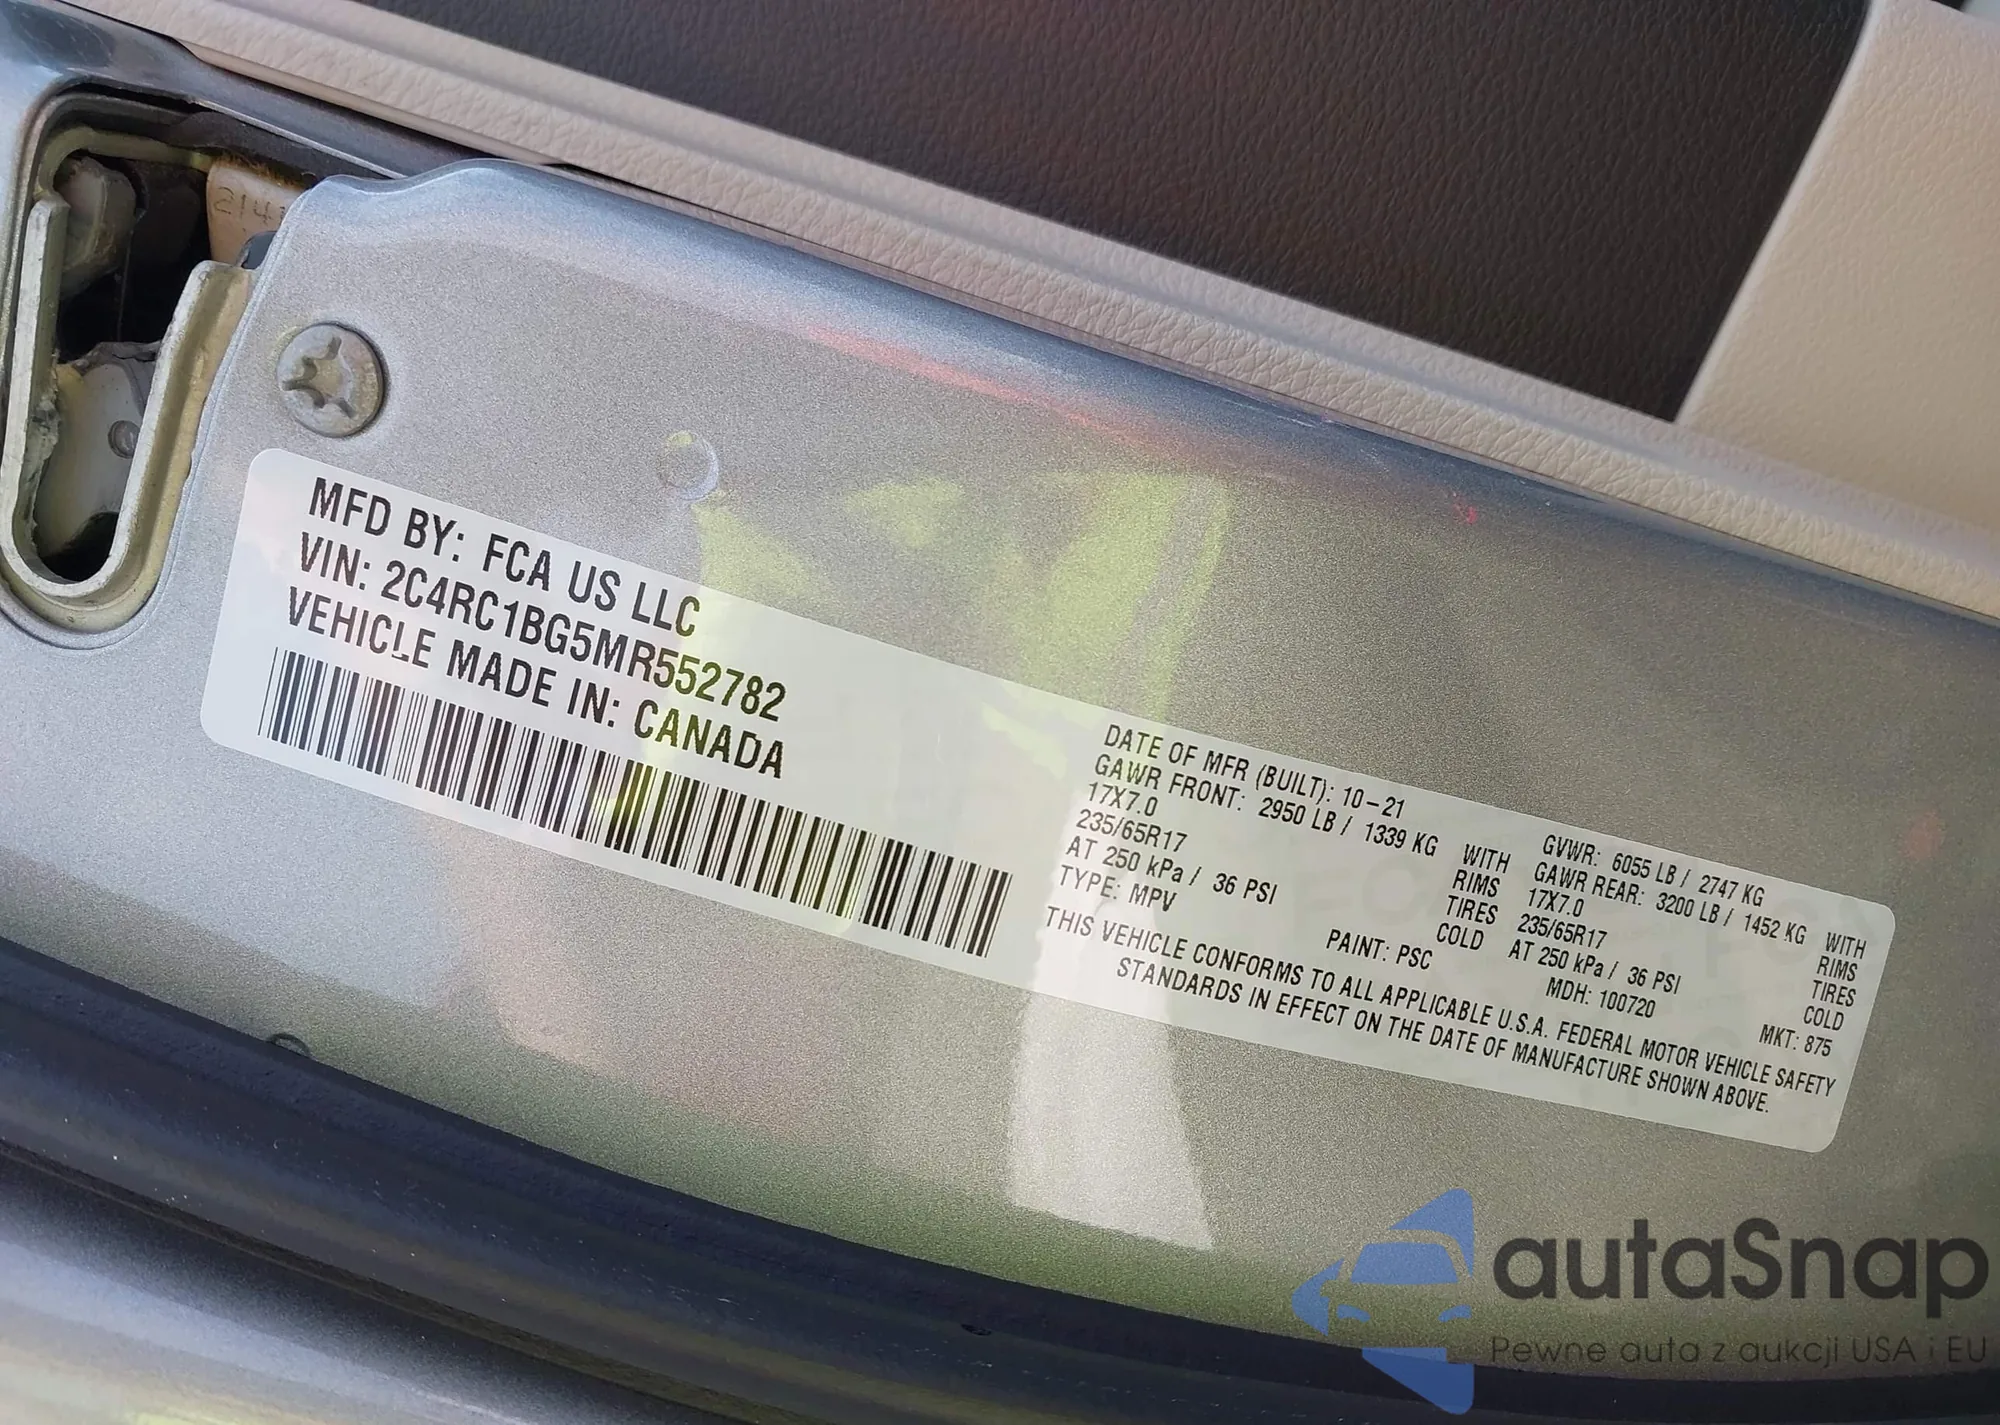 MFD BY: FCA US LLC
VIN: 2C4RC1BG5MR552782
VEHICLE MADE IN: CANADA
DATE OF MFR (BUILT): 10-21
GVWR: 6055 LB / 2747 KG
GAWR FRONT: 2950 LB / 1339 KG WITH
GAWR REAR: 3200 LB / 1452 KG WITH
17X7.0 RIMS
17X7.0 RIMS
235/65R17 TIRES
235/65R17 TIRES
AT 250 kPa / 36 PSI COLD
AT 250 kPa / 36 PSI COLD
TYPE: MPV PAINT: PSC MDH: 100720 MKT: 875
THIS VEHICLE CONFORMS TO ALL APPLICABLE U.S.A. FEDERAL MOTOR VEHICLE SAFETY
STANDARDS IN EFFECT ON THE DATE OF MANUFACTURE SHOWN ABOVE.
autaSnap
Pewne auta z aukcji USA i EU